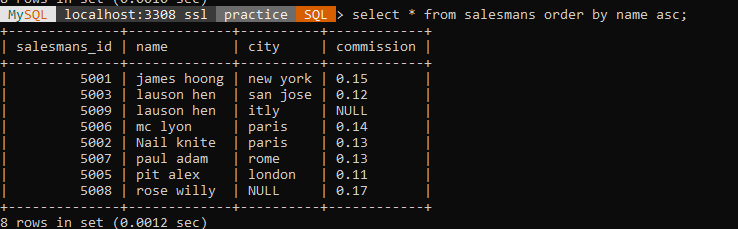 8 rows in set (0.0010 sec)
MySQL localhost:3308 ssl practice SQL> select * from salesmans order by name asc;
+--------------+-------------+----------+------------+
| salesmans_id | name | city | commission |
+--------------+-------------+----------+------------+
| 5001 | james hoong | new york | 0.15 |
| 5003 | lauson hen | san jose | 0.12 |
| 5009 | lauson hen | itly | NULL |
| 5006 | mc lyon | paris | 0.14 |
| 5002 | Nail knite | paris | 0.13 |
| 5007 | paul adam | rome | 0.13 |
| 5005 | pit alex | london | 0.11 |
| 5008 | rose willy | NULL | 0.17 |
+--------------+-------------+----------+------------+
8 rows in set (0.0012 sec)